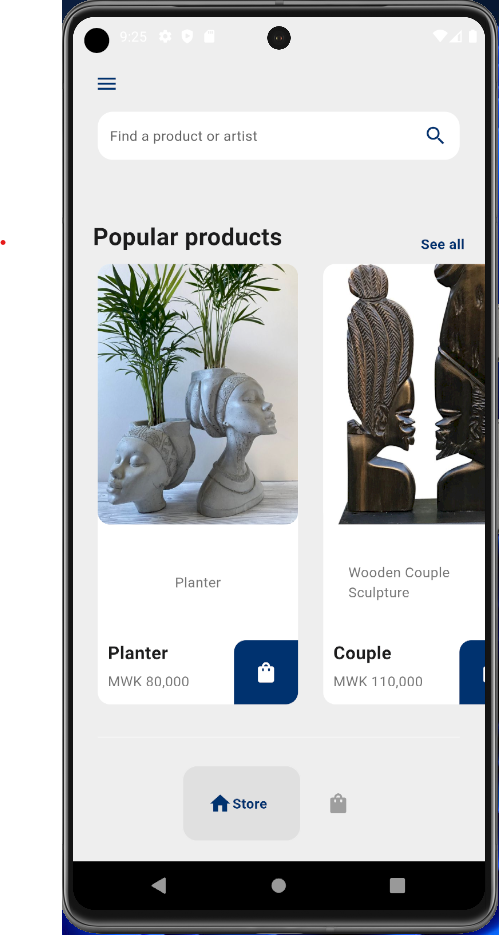 9:25
Find a product or artist
Popular products
See all
Planter
Wooden Couple
Sculpture
Planter
MWK 80,000
Couple
MWK 110,000
Store